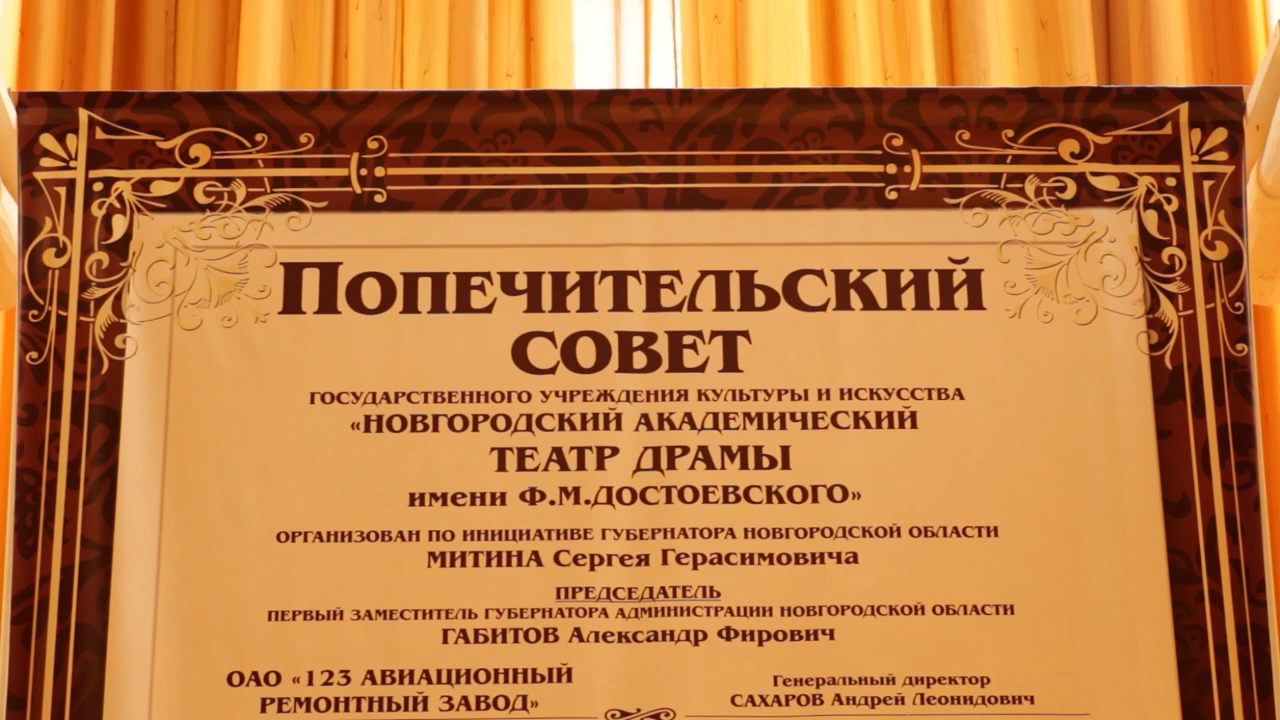 ПОПЕЧИТЕЛЬСКИЙ
СОВЕТ
ГОСУДАРСТВЕННОГО УЧРЕЖДЕНИЯ КУЛЬТУРЫ И ИСКУССТВА
«НОВГОРОДСКИЙ АКАДЕМИЧЕСКИЙ
ТЕАТР ДРАМЫ
имени Ф.М.ДОСТОЕВСКОГО»
ОРГАНИЗОВАН ПО ИНИЦИАТИВЕ ГУБЕРНАТОРА НОВГОРОДСКОЙ ОБЛАСТИ
МИТИНА Сергея Герасимовича
ПРЕДСЕДАТЕЛЬ
ПЕРВЫЙ ЗАМЕСТИТЕЛЬ ГУБЕРНАТОРА АДМИНИСТРАЦИИ НОВГОРОДСКОЙ ОБЛАСТИ
ГАБИТОВ Александр Фирович
ОАО «123 АВИАЦИОННЫЙ
РЕМОНТНЫЙ ЗАВОД»
Генеральный директор
САХАРОВ Андрей Леонидович